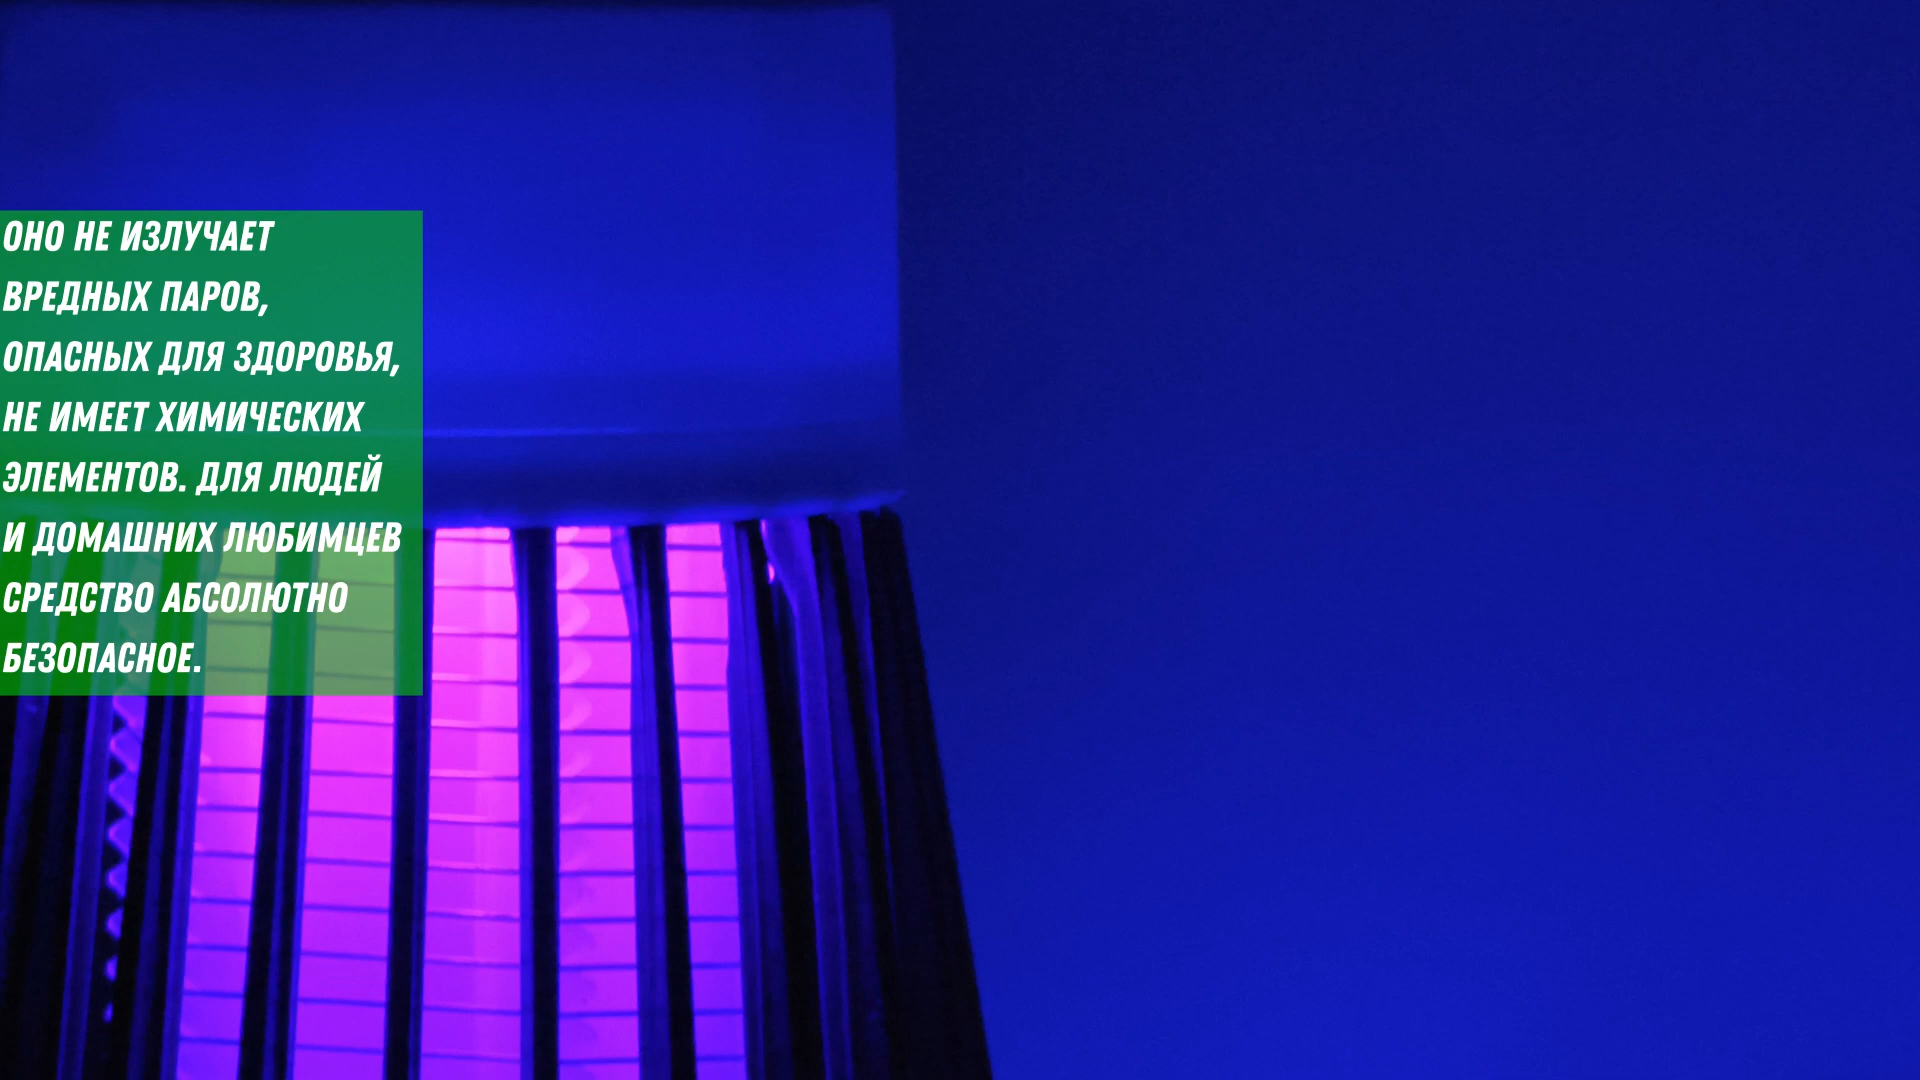 ОНО НЕ ИЗЛУЧАЕТ
ВРЕДНЫХ ПАРОВ,
ОПАСНЫХ ДЛЯ ЗДОРОВЬЯ,
НЕ ИМЕЕТ ХИМИЧЕСКИХ
ЭЛЕМЕНТОВ. ДЛЯ ЛЮДЕЙ
И ДОМАШНИХ ЛЮБИМЦЕВ
СРЕДСТВО АБСОЛЮТНО
БЕЗОПАСНОЕ.